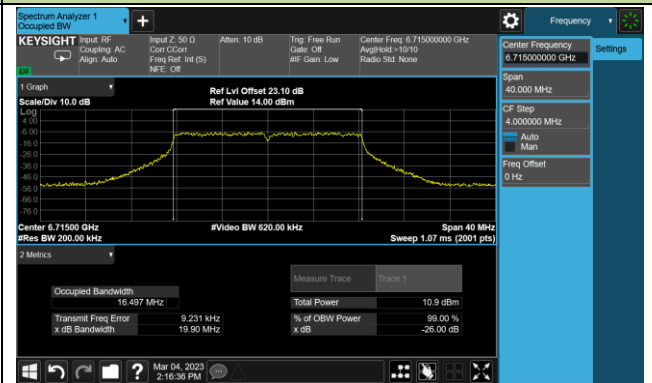 Spectrum Analyzer 1
Occupied BW
Frequency
KEYSIGHT
Input: RF
Coupling: AC
Align: Auto
Input Z: 50 Ω
Corr CCorr
Freq Ref: Int (S)
NFE: Off
Atten: 10 dB
Trig: Free Run
Gate: Off
#IF Gain: Low
Center Freq: 6.715000000 GHz
Avg|Hold:>10/10
Radio Std: None
Center Frequency
6.715000000 GHz
Settings
Span
40.000 MHz
CF Step
4.000000 MHz
Auto
Man
Freq Offset
0 Hz
1 Graph
Scale/Div 10.0 dB
Ref Lvl Offset 23.10 dB
Ref Value 14.00 dBm
Log
4.00
-6.00
-16.0
-26.0
-36.0
-46.0
-56.0
-66.0
-76.0
Center 6.71500 GHz
#Res BW 200.00 kHz
#Video BW 620.00 kHz
Span 40 MHz
Sweep 1.07 ms (2001 pts)
2 Metrics
Measure Trace
Trace 1
Occupied Bandwidth
16.497 MHz
Total Power
10.9 dBm
Transmit Freq Error
9.231 kHz
% of OBW Power
99.00 %
x dB Bandwidth
19.90 MHz
x dB
-26.00 dB
Mar 04, 2023
2:16:36 PM